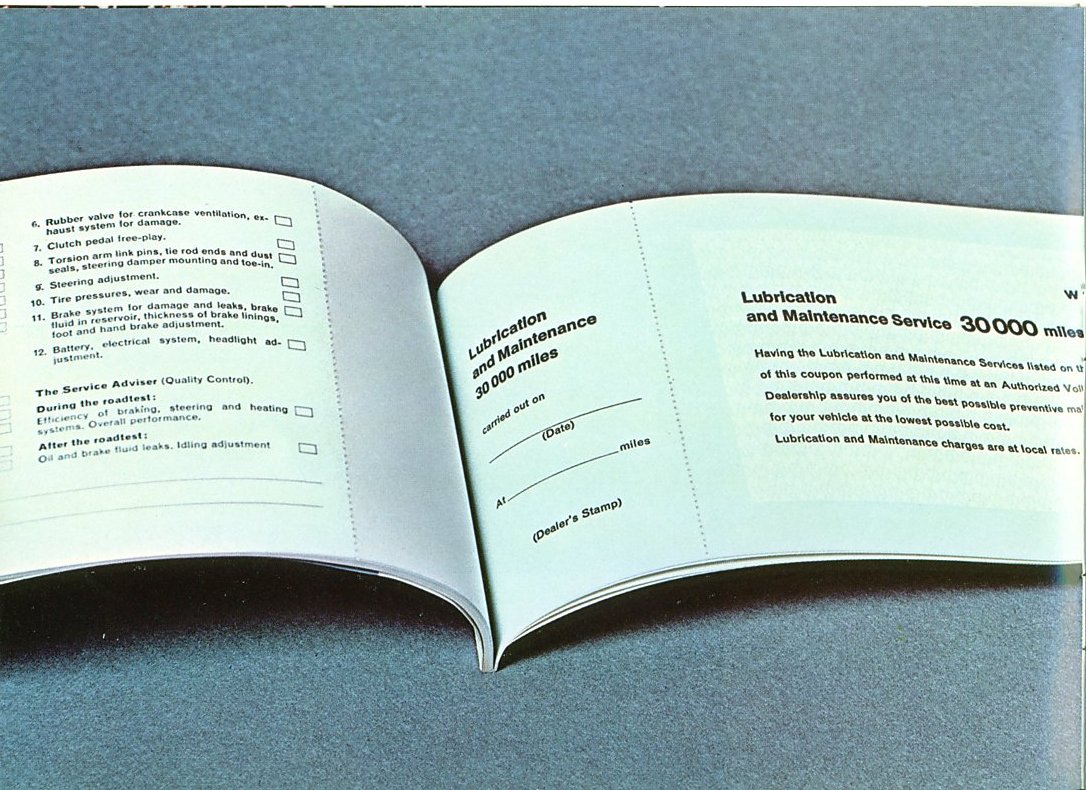 6. Rubber valve for crankcase ventilation, ex-
haust system for damage.
7. Clutch pedal free-play.
8. Torsion arm link pins, tie rod ends and dust
seals, steering damper mounting and toe-in.
9. Steering adjustment.
10. Tire pressures, wear and damage.
11. Brake system for damage and leaks, brake
fluid in reservoir, thickness of brake linings,
foot and hand brake adjustment.
12. Battery, electrical system, headlight ad-
justment.
The Service Adviser (Quality Control).
During the roadtest:
Efficiency of braking, steering and heating
systems. Overall performance.
After the roadtest:
Oil and brake fluid leaks. Idling adjustment
Lubrication
and Maintenance
30 000 miles
carried out on
(Date)
At miles
(Dealer's Stamp)
W
Lubrication
and Maintenance Service 30 000 miles
Having the Lubrication and Maintenance Services listed on th
of this coupon performed at this time at an Authorized Vol
Dealership assures you of the best possible preventive ma
for your vehicle at the lowest possible cost.
Lubrication and Maintenance charges are at local rates.